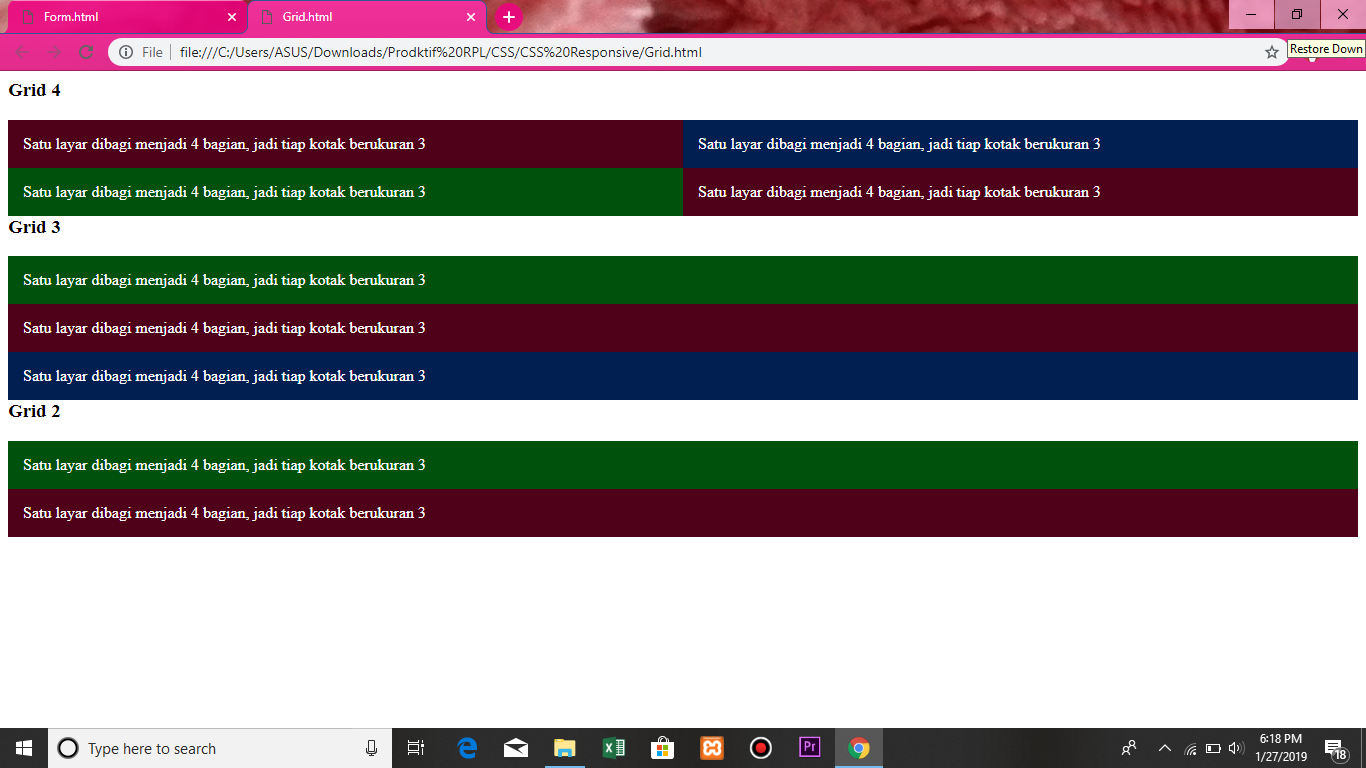 Form.html
Grid.html
File
file:///C:/Users/ASUS/Downloads/Prodktif%20RPL/CSS/CSS%20Responsive/Grid.html
Restore Down
Grid 4
Satu layar dibagi menjadi 4 bagian, jadi tiap kotak berukuran 3
Satu layar dibagi menjadi 4 bagian, jadi tiap kotak berukuran 3
Satu layar dibagi menjadi 4 bagian, jadi tiap kotak berukuran 3
Satu layar dibagi menjadi 4 bagian, jadi tiap kotak berukuran 3
Grid 3
Satu layar dibagi menjadi 4 bagian, jadi tiap kotak berukuran 3
Satu layar dibagi menjadi 4 bagian, jadi tiap kotak berukuran 3
Satu layar dibagi menjadi 4 bagian, jadi tiap kotak berukuran 3
Grid 2
Satu layar dibagi menjadi 4 bagian, jadi tiap kotak berukuran 3
Satu layar dibagi menjadi 4 bagian, jadi tiap kotak berukuran 3
Type here to search
Pr
6:18 PM
1/27/2019
18